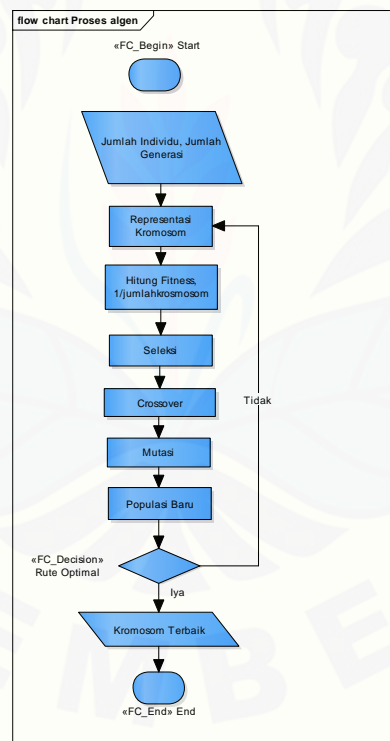 flow chart Proses algen
«FC_Begin» Start
Jumlah Individu, Jumlah
Generasi
Representasi
Kromosom
Hitung Fitness,
1/jumlahkrosmosom
Seleksi
Crossover
Tidak
Mutasi
Populasi Baru
«FC_Decision»
Rute Optimal
Iya
Kromosom Terbaik
«FC_End» End
EMBE